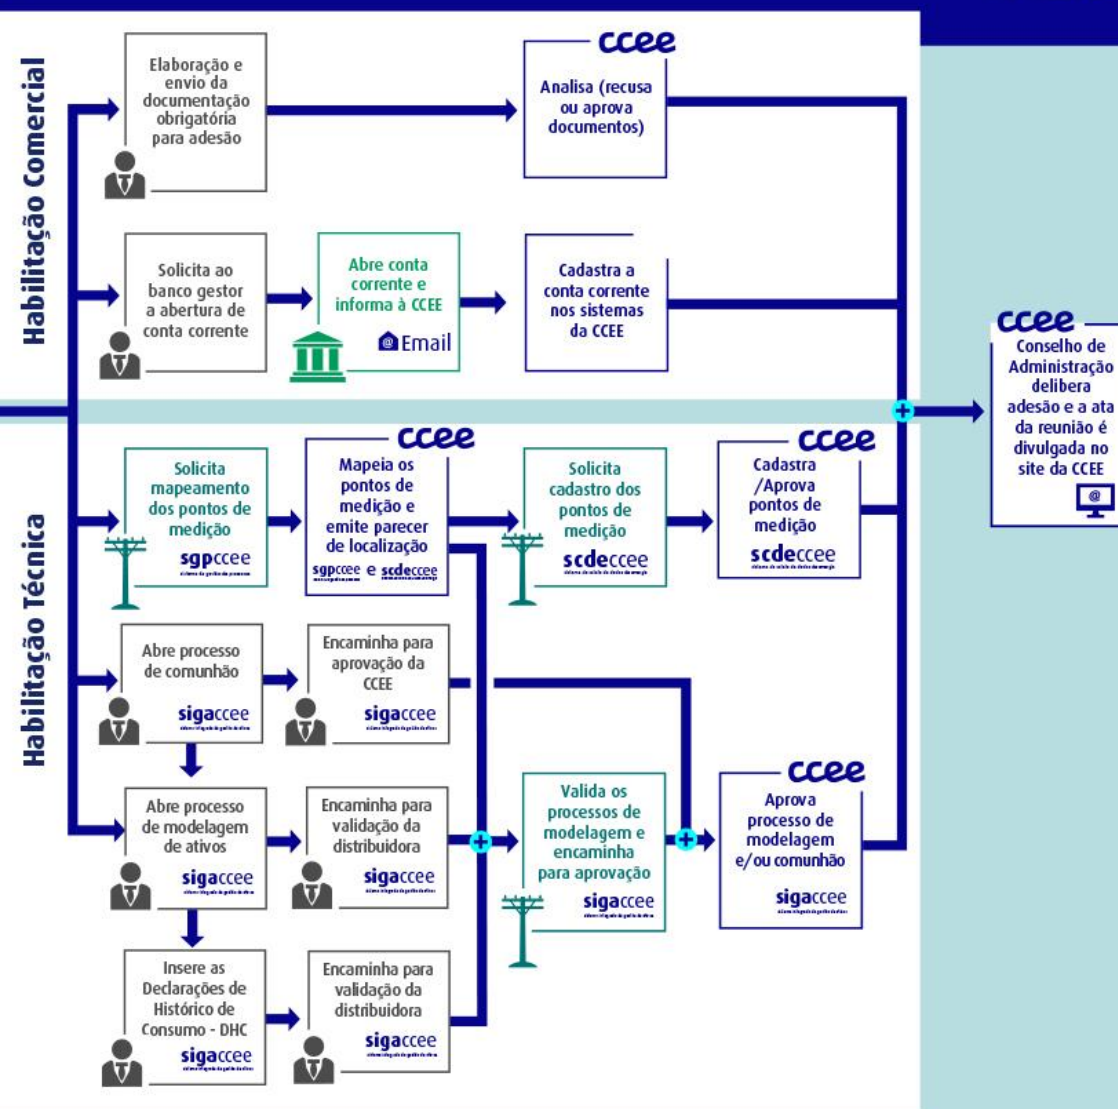 Habilitação Comercial
Elaboração e
envio da
documentação
obrigatória
para adesão
ccee
Analisa (recusa
ou aprova
documentos)
Solicita ao
banco gestor
a abertura de
conta corrente
Abre conta
corrente e
informa à CCEE
@ Email
Cadastra a
conta corrente
nos sistemas
da CCEE
ccee
Conselho de
Administração
delibera
adesão e a ata
da reunião é
divulgada no
site da CCEE
@
Habilitação Técnica
Solicita
mapeamento
dos pontos de
medição
sgpccee
ccee
Mapeia os
pontos de
medição e
emite parecer
de localização
sgpccee e scdeccee
Solicita
cadastro dos
pontos de
medição
scdeccee
ccee
Cadastra
/Aprova
pontos de
medição
scdeccee
Abre processo
de comunhão
sigaccee
Encaminha para
aprovação da
CCEE
sigaccee
Abre processo
de modelagem
de ativos
sigaccee
Encaminha para
validação da
distribuidora
sigaccee
+
Valida os
processos de
modelagem e
encaminha
para aprovação
sigaccee
+
ccee
Aprova
processo de
modelagem
e/ou comunhão
sigaccee
+
Insere as
Declarações de
Histórico de
Consumo - DHC
sigaccee
Encaminha para
validação da
distribuidora
sigaccee